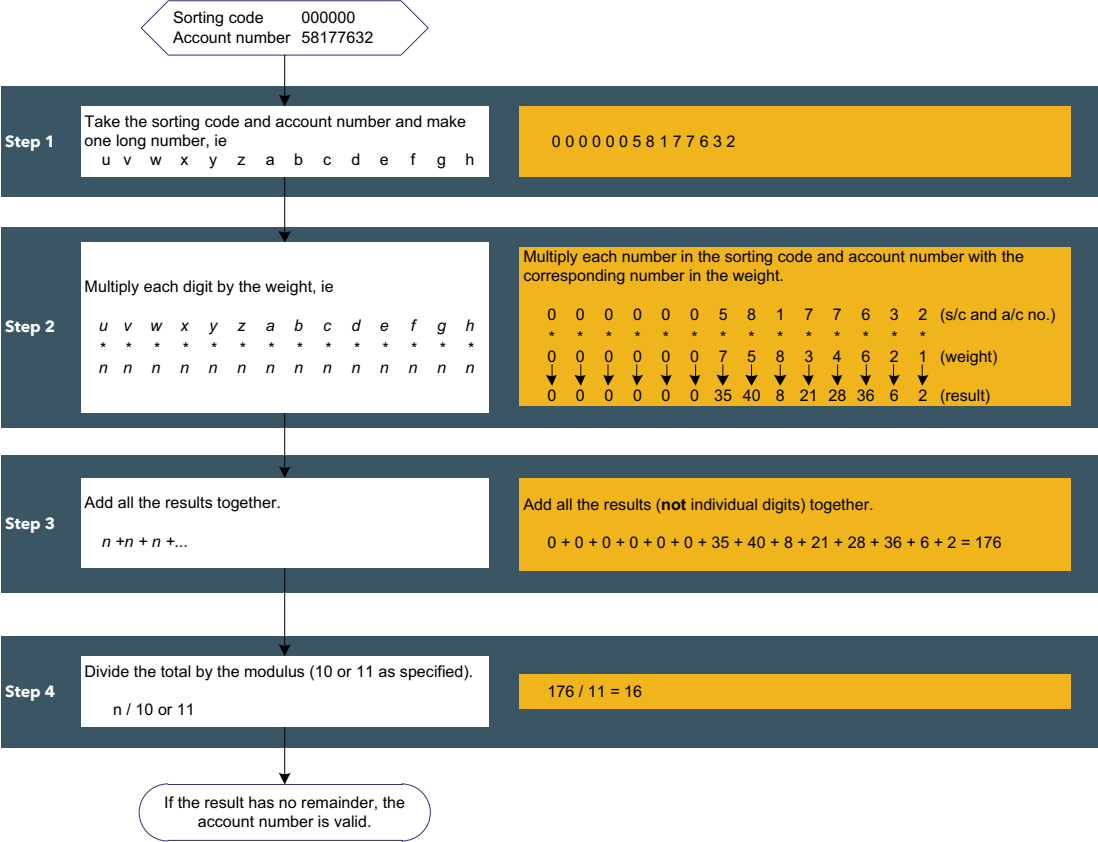 Sorting code 000000
Account number 58177632
Step 1
Take the sorting code and account number and make
one long number, ie
u v w x y z a b c d e f g h
0 0 0 0 0 0 5 8 1 7 7 6 3 2
Step 2
Multiply each digit by the weight, ie
u v w x y z a b c d e f g h
* * * * * * * * * * * * * *
n n n n n n n n n n n n n n
Multiply each number in the sorting code and account number with the
corresponding number in the weight.
0 0 0 0 0 0 5 8 1 7 7 6 3 2 (s/c and a/c no.)
* * * * * * * * * * * * * *
0 0 0 0 0 0 7 5 8 3 4 6 2 1 (weight)
0 0 0 0 0 0 35 40 8 21 28 36 6 2 (result)
Step 3
Add all the results together.
n +n + n +...
Add all the results (not individual digits) together.
0 + 0 + 0 + 0 + 0 + 0 + 35 + 40 + 8 + 21 + 28 + 36 + 6 + 2 = 176
Step 4
Divide the total by the modulus (10 or 11 as specified).
n / 10 or 11
176 / 11 = 16
If the result has no remainder, the
account number is valid.